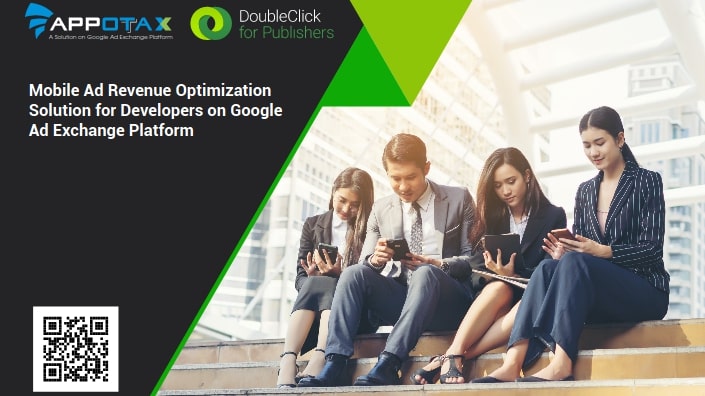 APPOTAX
A Solution on Google Ad Exchange Platform
DoubleClick
for Publishers
Mobile Ad Revenue Optimization
Solution for Developers on Google
Ad Exchange Platform